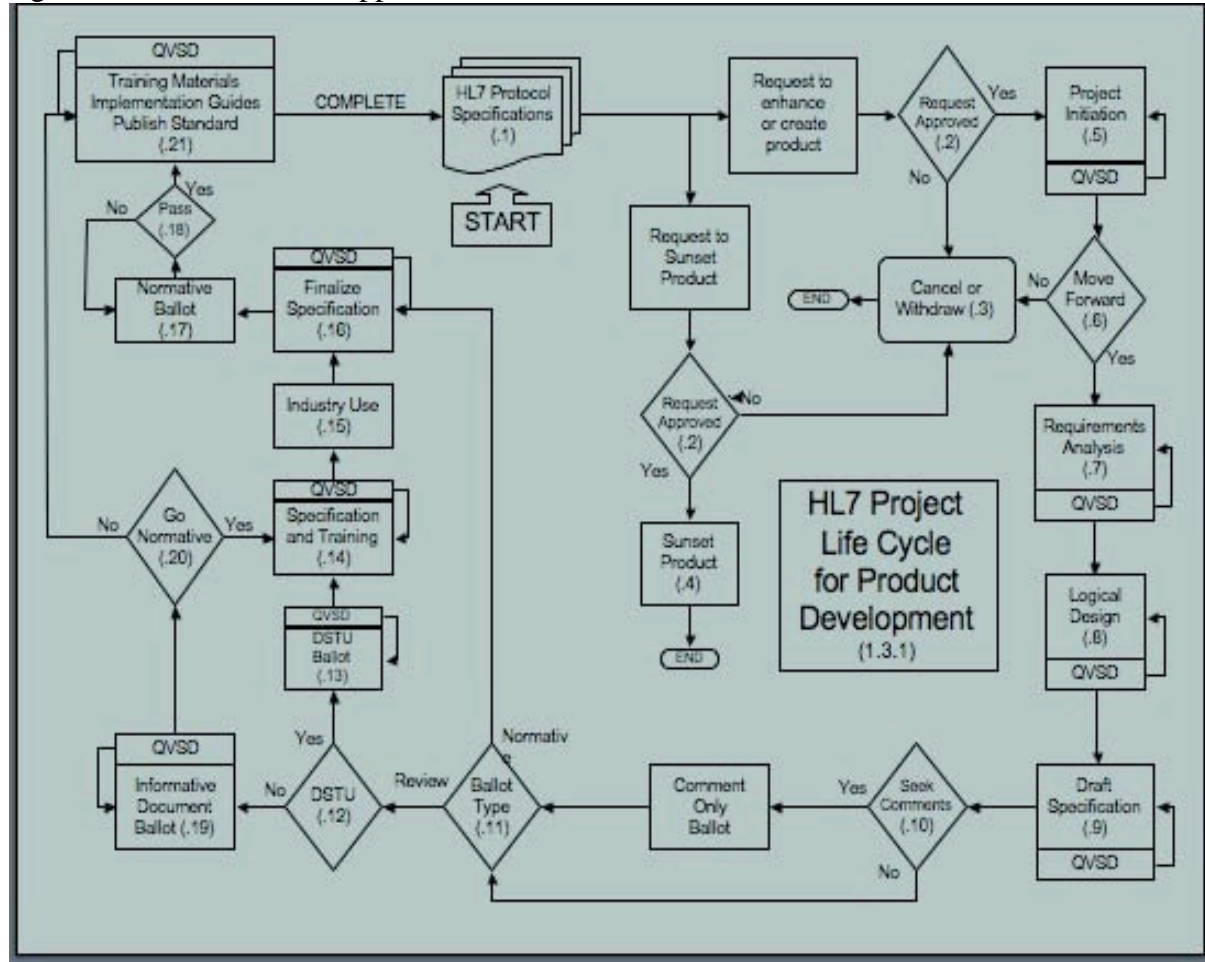 QVSD
Training Materials
Implementation Guides
Publish Standard
(.21)
COMPLETE
HL7 Protocol
Specifications
(.1)
START
Request to
enhance
or create
product
Request
Approved
(.2)
Yes
No
Project
Initiation
(.5)
QVSD
Yes
No
Pass
(.18)
Normative
Ballot
(.17)
QVSD
Finalize
Specification
(.16)
Request to
Sunset
Product
END
Cancel or
Withdraw (.3)
No
Move
Forward
(.6)
Yes
Industry Use
(.15)
Request
Approved
(.2)
No
Yes
Requirements
Analysis
(.7)
QVSD
No
Go
Normative
(.20)
Yes
QVSD
Specification
and Training
(.14)
Sunset
Product
(.4)
END
HL7 Project
Life Cycle
for Product
Development
(1.3.1)
Logical
Design
(.8)
QVSD
QVSD
DSTU
Ballot
(.13)
QVSD
Informative
Document
Ballot (.19)
No
Yes
DSTU
(.12)
Review
Normativ
e
Ballot
Type
(.11)
Comment
Only
Ballot
Yes
Seek
Comments
(.10)
No
Draft
Specification
(.9)
QVSD